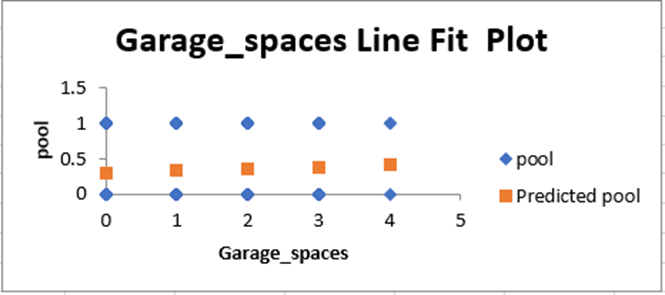 Garage_spaces Line Fit  Plot
1.5
1
0.5
0
pool
0 1 2 3 4 5
Garage_spaces
pool
Predicted pool